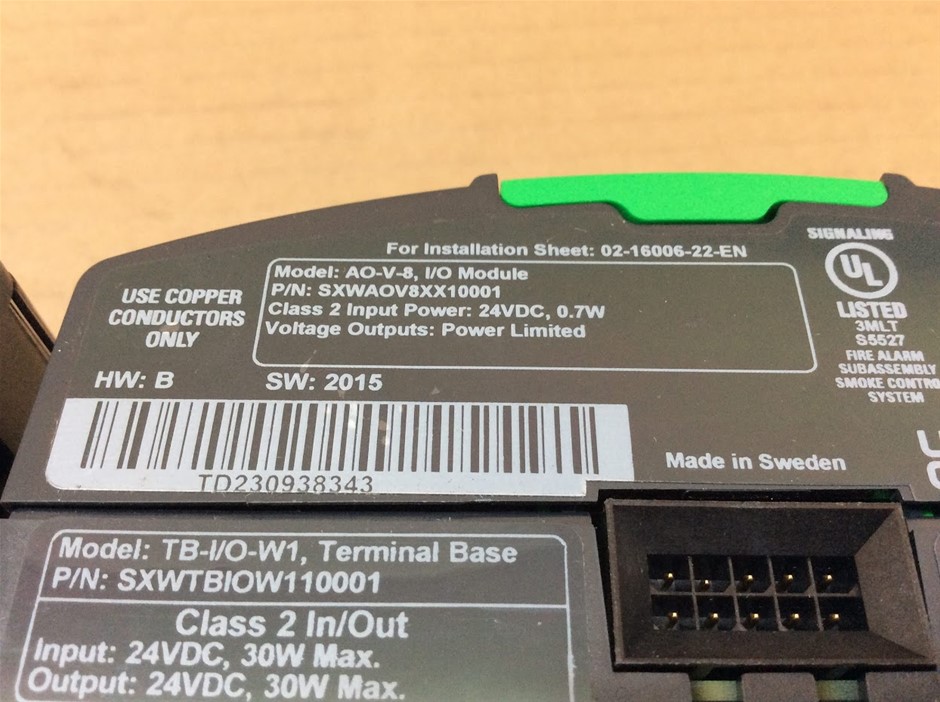 For Installation Sheet: 02-16006-22-EN
SIGNALING
UL
LISTED
3MLT
S5527
FIRE ALARM
SUBASSEMBLY
SMOKE CONTRO
SYSTEM
USE COPPER
CONDUCTORS
ONLY
Model: AO-V-8, I/O Module
P/N: SXWAOV8XX10001
Class 2 Input Power: 24VDC, 0.7W
Voltage Outputs: Power Limited
HW: B
SW: 2015
TD230938343
Made in Sweden
Model: TB-I/O-W1, Terminal Base
P/N: SXWTBIOW110001
Class 2 In/Out
Input: 24VDC, 30W Max.
Output: 24VDC, 30W Max.